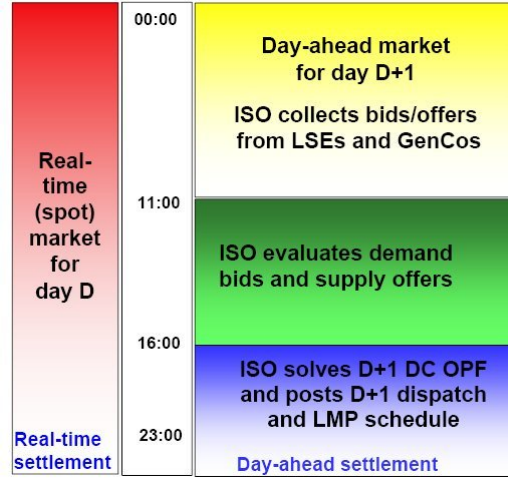 Real-
time
(spot)
market
for
day D
Real-time
settlement
00:00
11:00
16:00
23:00
Day-ahead market
for day D+1
ISO collects bids/offers
from LSEs and GenCos
ISO evaluates demand
bids and supply offers
ISO solves D+1 DC OPF
and posts D+1 dispatch
and LMP schedule
Day-ahead settlement